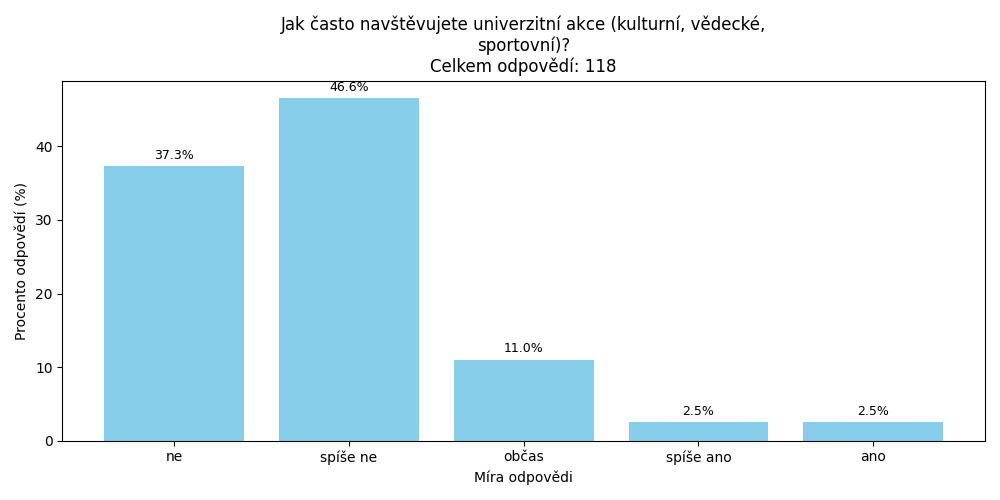 Jak často navštěvujete univerzitní akce (kulturní, vědecké,
sportovní)?
Celkem odpovědí: 118
Procento odpovědí (%)
40
30
20
10
0
37.3%
46.6%
11.0%
2.5%
2.5%
ne
spíše ne
občas
spíše ano
ano
Míra odpovědi